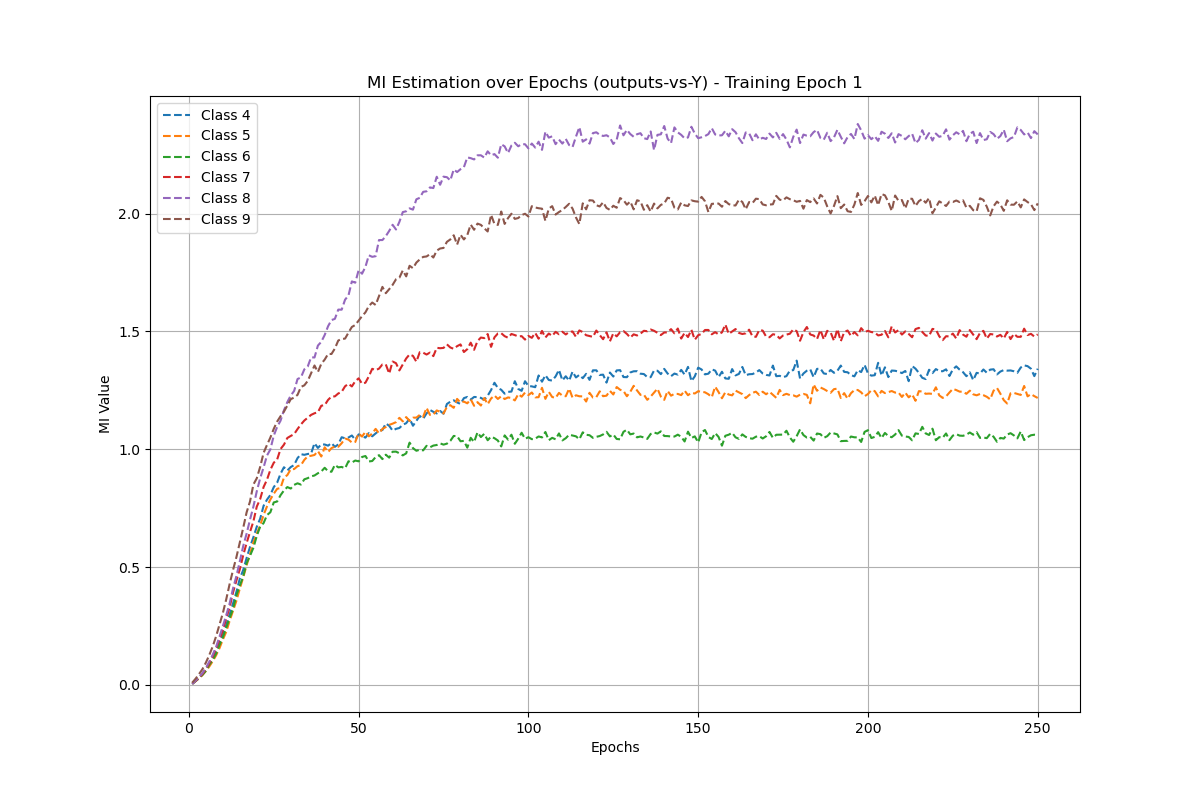 MI Estimation over Epochs (outputs-vs-Y) - Training Epoch 1
Class 4
Class 5
Class 6
Class 7
Class 8
Class 9
MI Value
2.0
1.5
1.0
0.5
0.0
0
50
100
150
200
250
Epochs